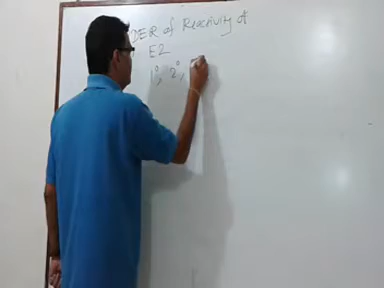 DER of Reactivity of
E2
1°, 2°,